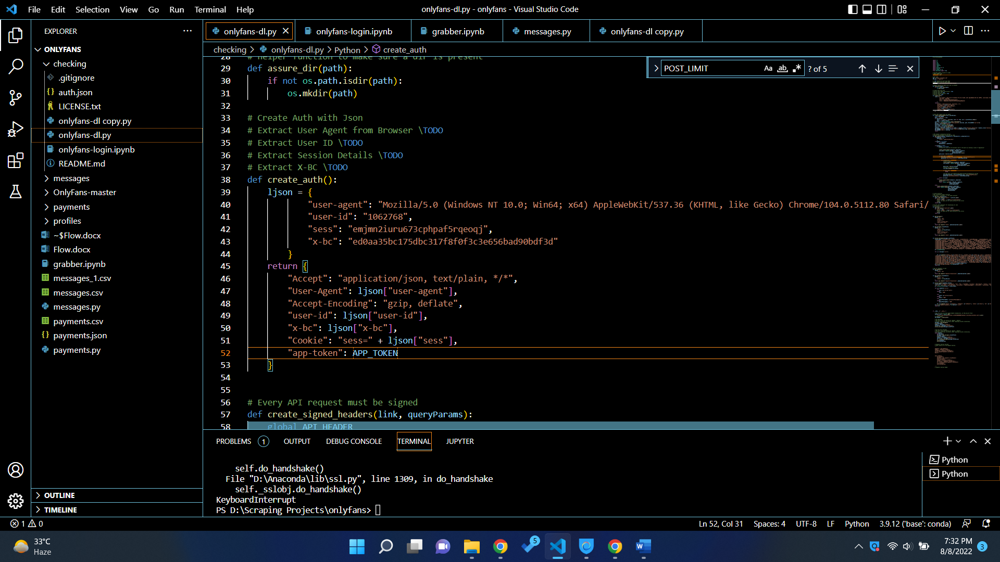 File Edit Selection View Go Run Terminal Help
onlyfans-dl.py - onlyfans - Visual Studio Code
EXPLORER
ONLYFANS
checking
.gitignore
auth.json
LICENSE.txt
onlyfans-dl copy.py
onlyfans-dl.py
onlyfans-login.ipynb
README.md
messages
OnlyFans-master
payments
profiles
~$Flow.docx
Flow.docx
grabber.ipynb
messages_1.csv
messages.csv
messages.py
payments.csv
payments.json
payments.py
OUTLINE
TIMELINE
onlyfans-dl.py
onlyfans-login.ipynb
grabber.ipynb
messages.py
onlyfans-dl copy.py
checking > onlyfans-dl.py > Python > create_auth
POST_LIMIT
Aa ab .*
? of 5
28 # helper function to make sure a dir is present
29 def assure_dir(path):
30 if not os.path.isdir(path):
31 os.mkdir(path)
32
33 # Create Auth with Json
34 # Extract User Agent from Browser \TODO
35 # Extract User ID \TODO
36 # Extract Session Details \TODO
37 # Extract X-BC \TODO
38 def create_auth():
39 ljson = {
40 "user-agent": "Mozilla/5.0 (Windows NT 10.0; Win64; x64) AppleWebKit/537.36 (KHTML, like Gecko) Chrome/104.0.5112.80 Safari/
41 "user-id": "1062768",
42 "sess": "emjmn2iuru673cphpaf5rqeoqj",
43 "x-bc": "ed0aa35bc175dbc317f8f0f3c3e656bad90bdf3d"
44 }
45 return {
46 "Accept": "application/json, text/plain, */*",
47 "User-Agent": ljson["user-agent"],
48 "Accept-Encoding": "gzip, deflate",
49 "user-id": ljson["user-id"],
50 "x-bc": ljson["x-bc"],
51 "Cookie": "sess=" + ljson["sess"],
52 "app-token": APP_TOKEN
53 }
54
55
56 # Every API request must be signed
57 def create_signed_headers(link, queryParams):
58 global API_HEADER
PROBLEMS 1 OUTPUT DEBUG CONSOLE TERMINAL JUPYTER
self.do_handshake()
File "D:\Anaconda\lib\ssl.py", line 1309, in do_handshake
self._sslobj.do_handshake()
KeyboardInterrupt
PS D:\Scraping Projects\onlyfans>
Python
Python
1 0
Ln 52, Col 31 Spaces: 4 UTF-8 LF Python 3.9.12 ('base': conda)
33°C
Haze
5
7:32 PM
8/8/2022
3